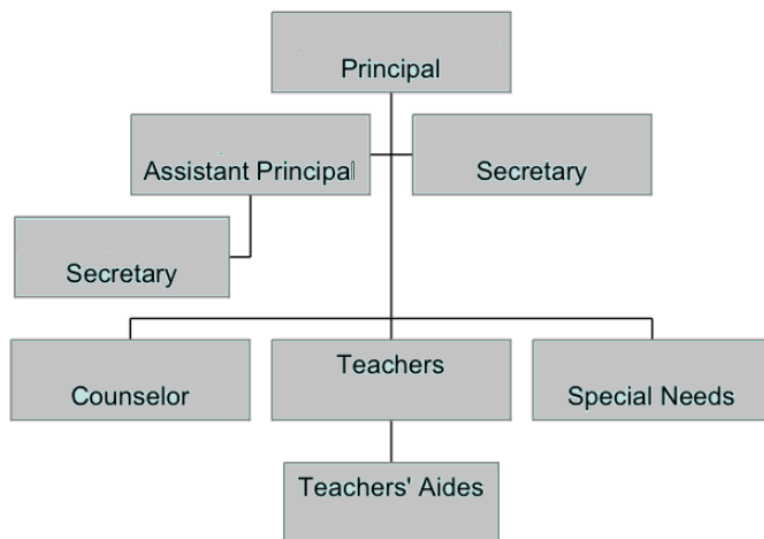 Principal
Assistant Principal
Secretary
Secretary
Counselor
Teachers
Special Needs
Teachers' Aides